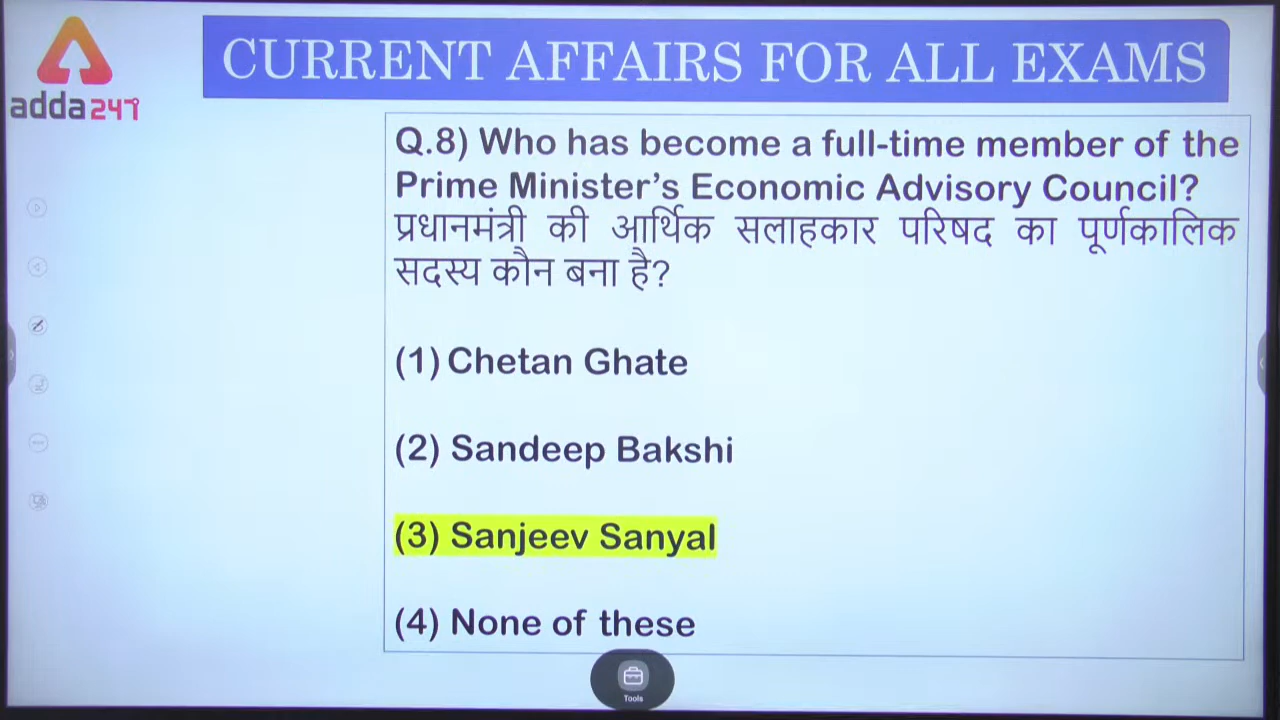 CURRENT AFFAIRS FOR ALL EXAMS
adda247
Q.8) Who has become a full-time member of the
Prime Minister's Economic Advisory Council?
प्रधानमंत्री की आर्थिक सलाहकार परिषद का पूर्णकालिक
सदस्य कौन बना है?
(1) Chetan Ghate
(2) Sandeep Bakshi
(3) Sanjeev Sanyal
(4) None of these
Tools